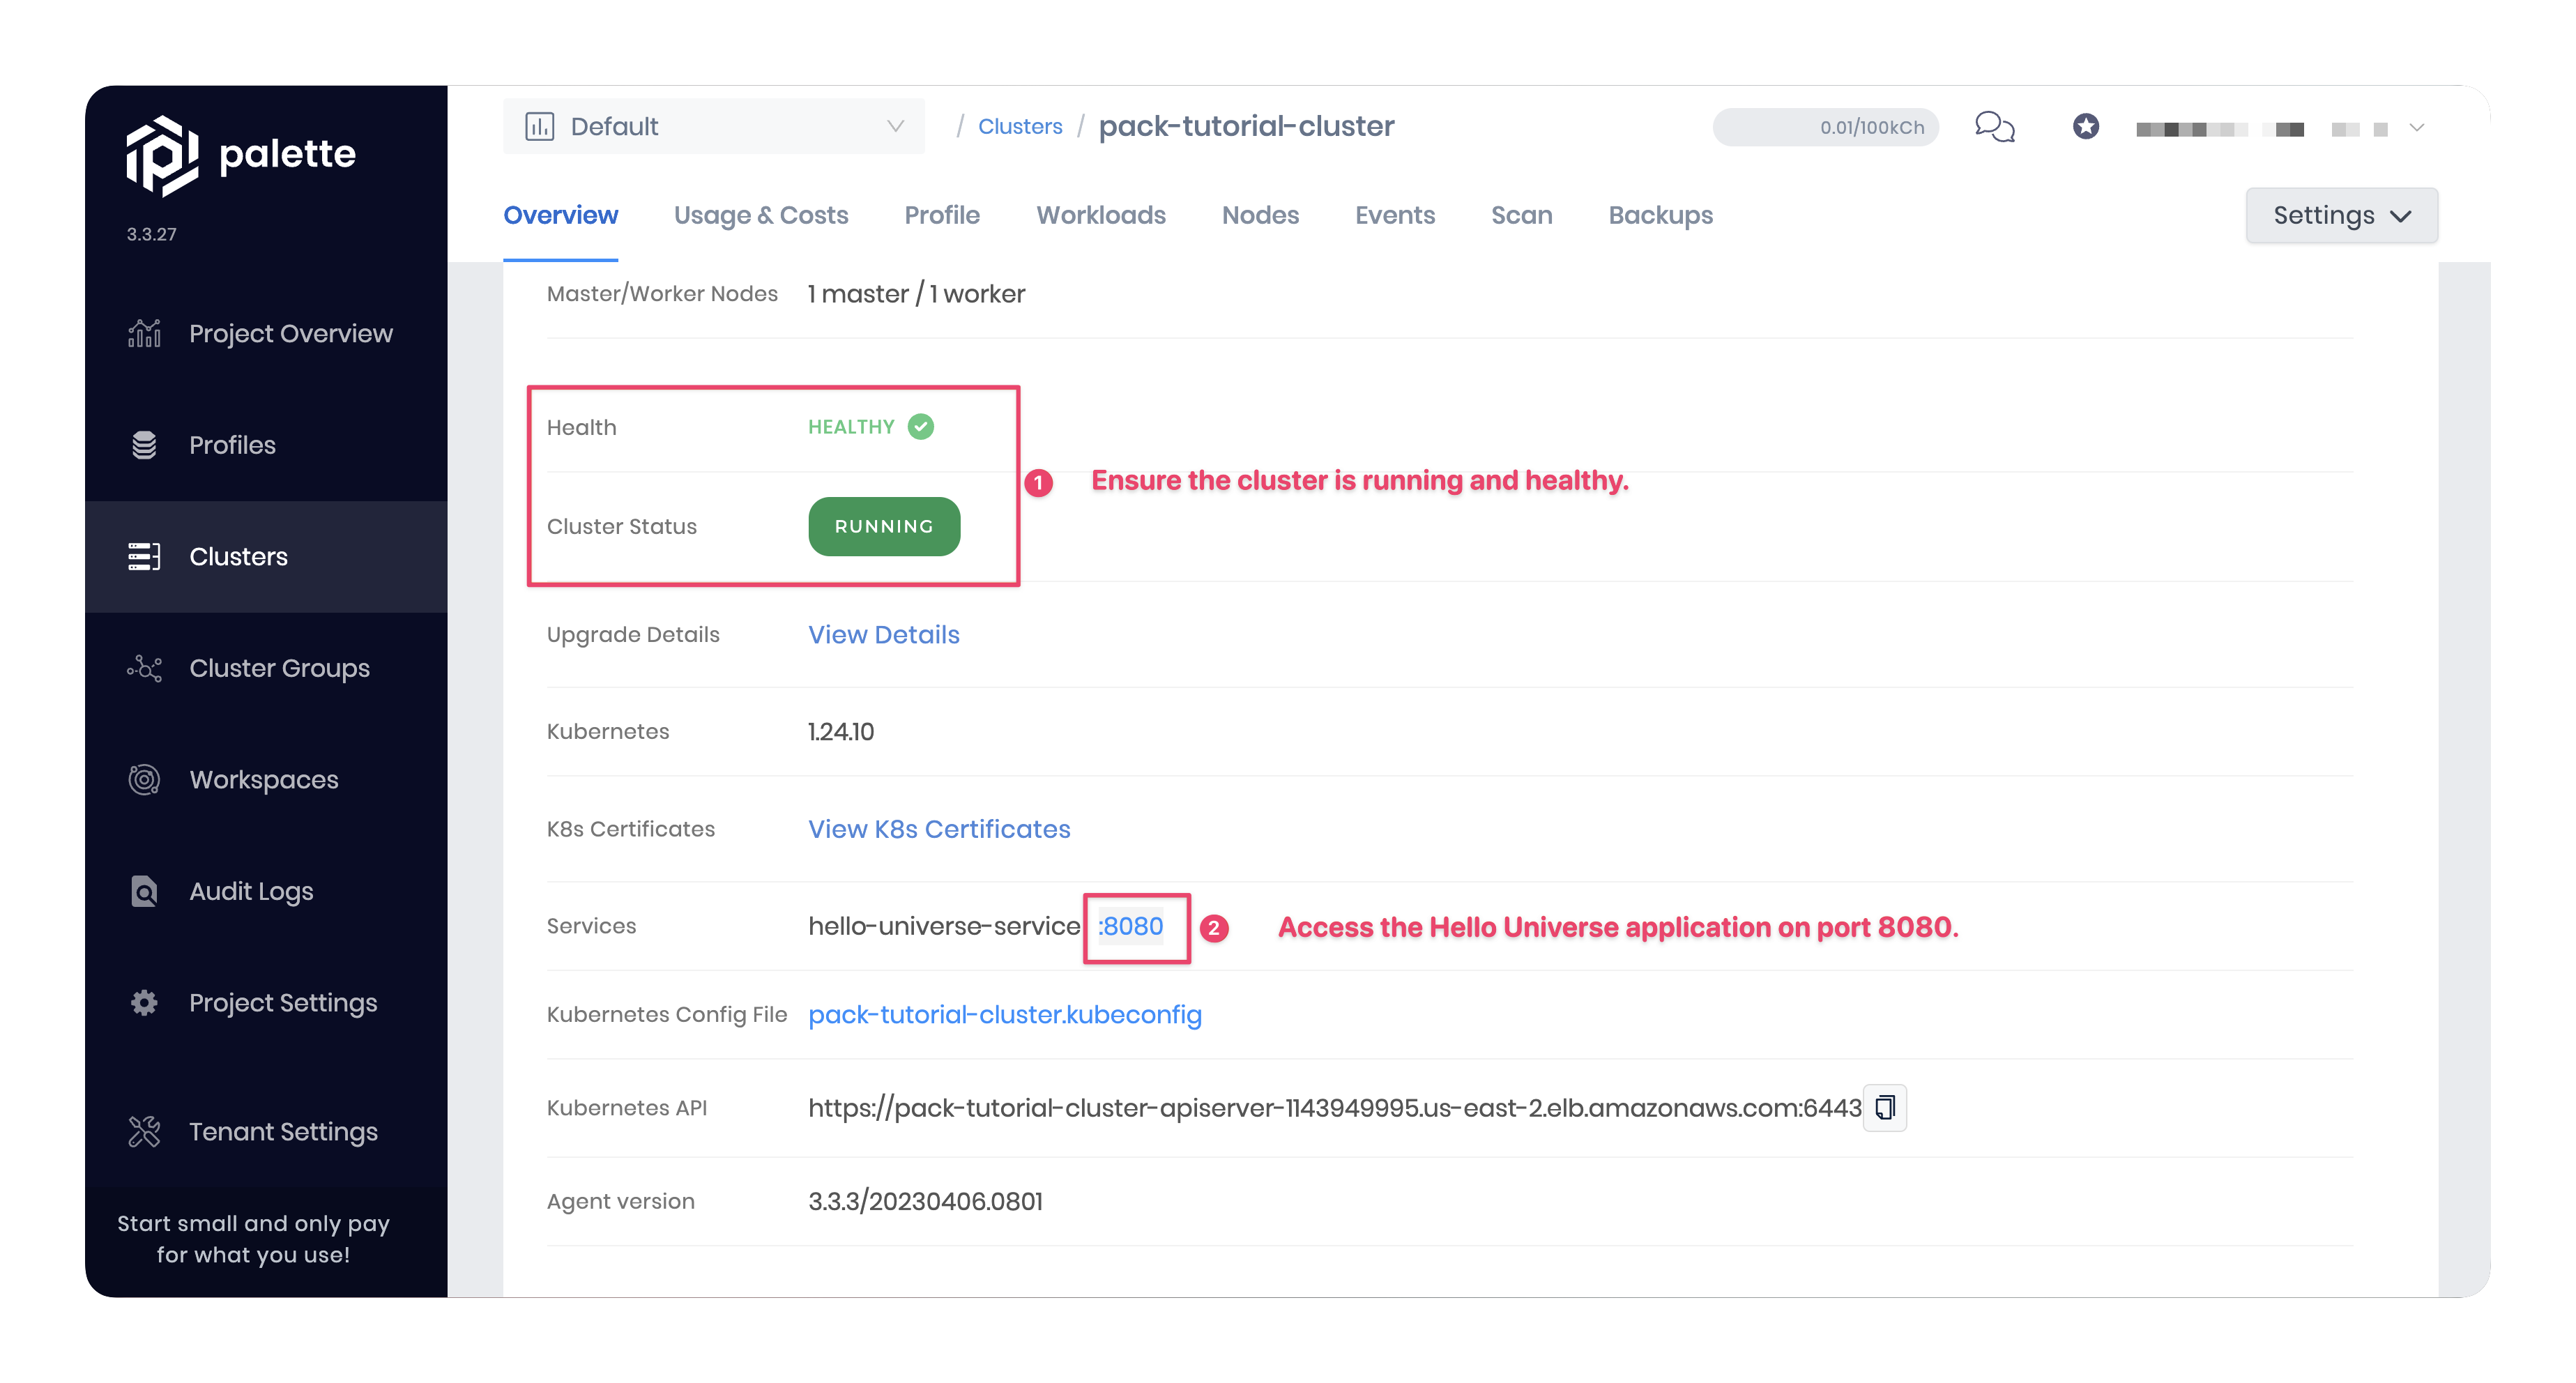 palette
3.3.27
Project Overview
Profiles
Clusters
Cluster Groups
Workspaces
Audit Logs
Project Settings
Tenant Settings
Start small and only pay
for what you use!
Default
/ Clusters / pack-tutorial-cluster
0.01/100kCh
Overview Usage & Costs Profile Workloads Nodes Events Scan Backups
Settings
Master/Worker Nodes 1 master / 1 worker
Health HEALTHY
1 Ensure the cluster is running and healthy.
Cluster Status RUNNING
Upgrade Details View Details
Kubernetes 1.24.10
K8s Certificates View K8s Certificates
Services hello-universe-service :8080 2 Access the Hello Universe application on port 8080.
Kubernetes Config File pack-tutorial-cluster.kubeconfig
Kubernetes API https://pack-tutorial-cluster-apiserver-1143949995.us-east-2.elb.amazonaws.com:6443
Agent version 3.3.3/20230406.0801